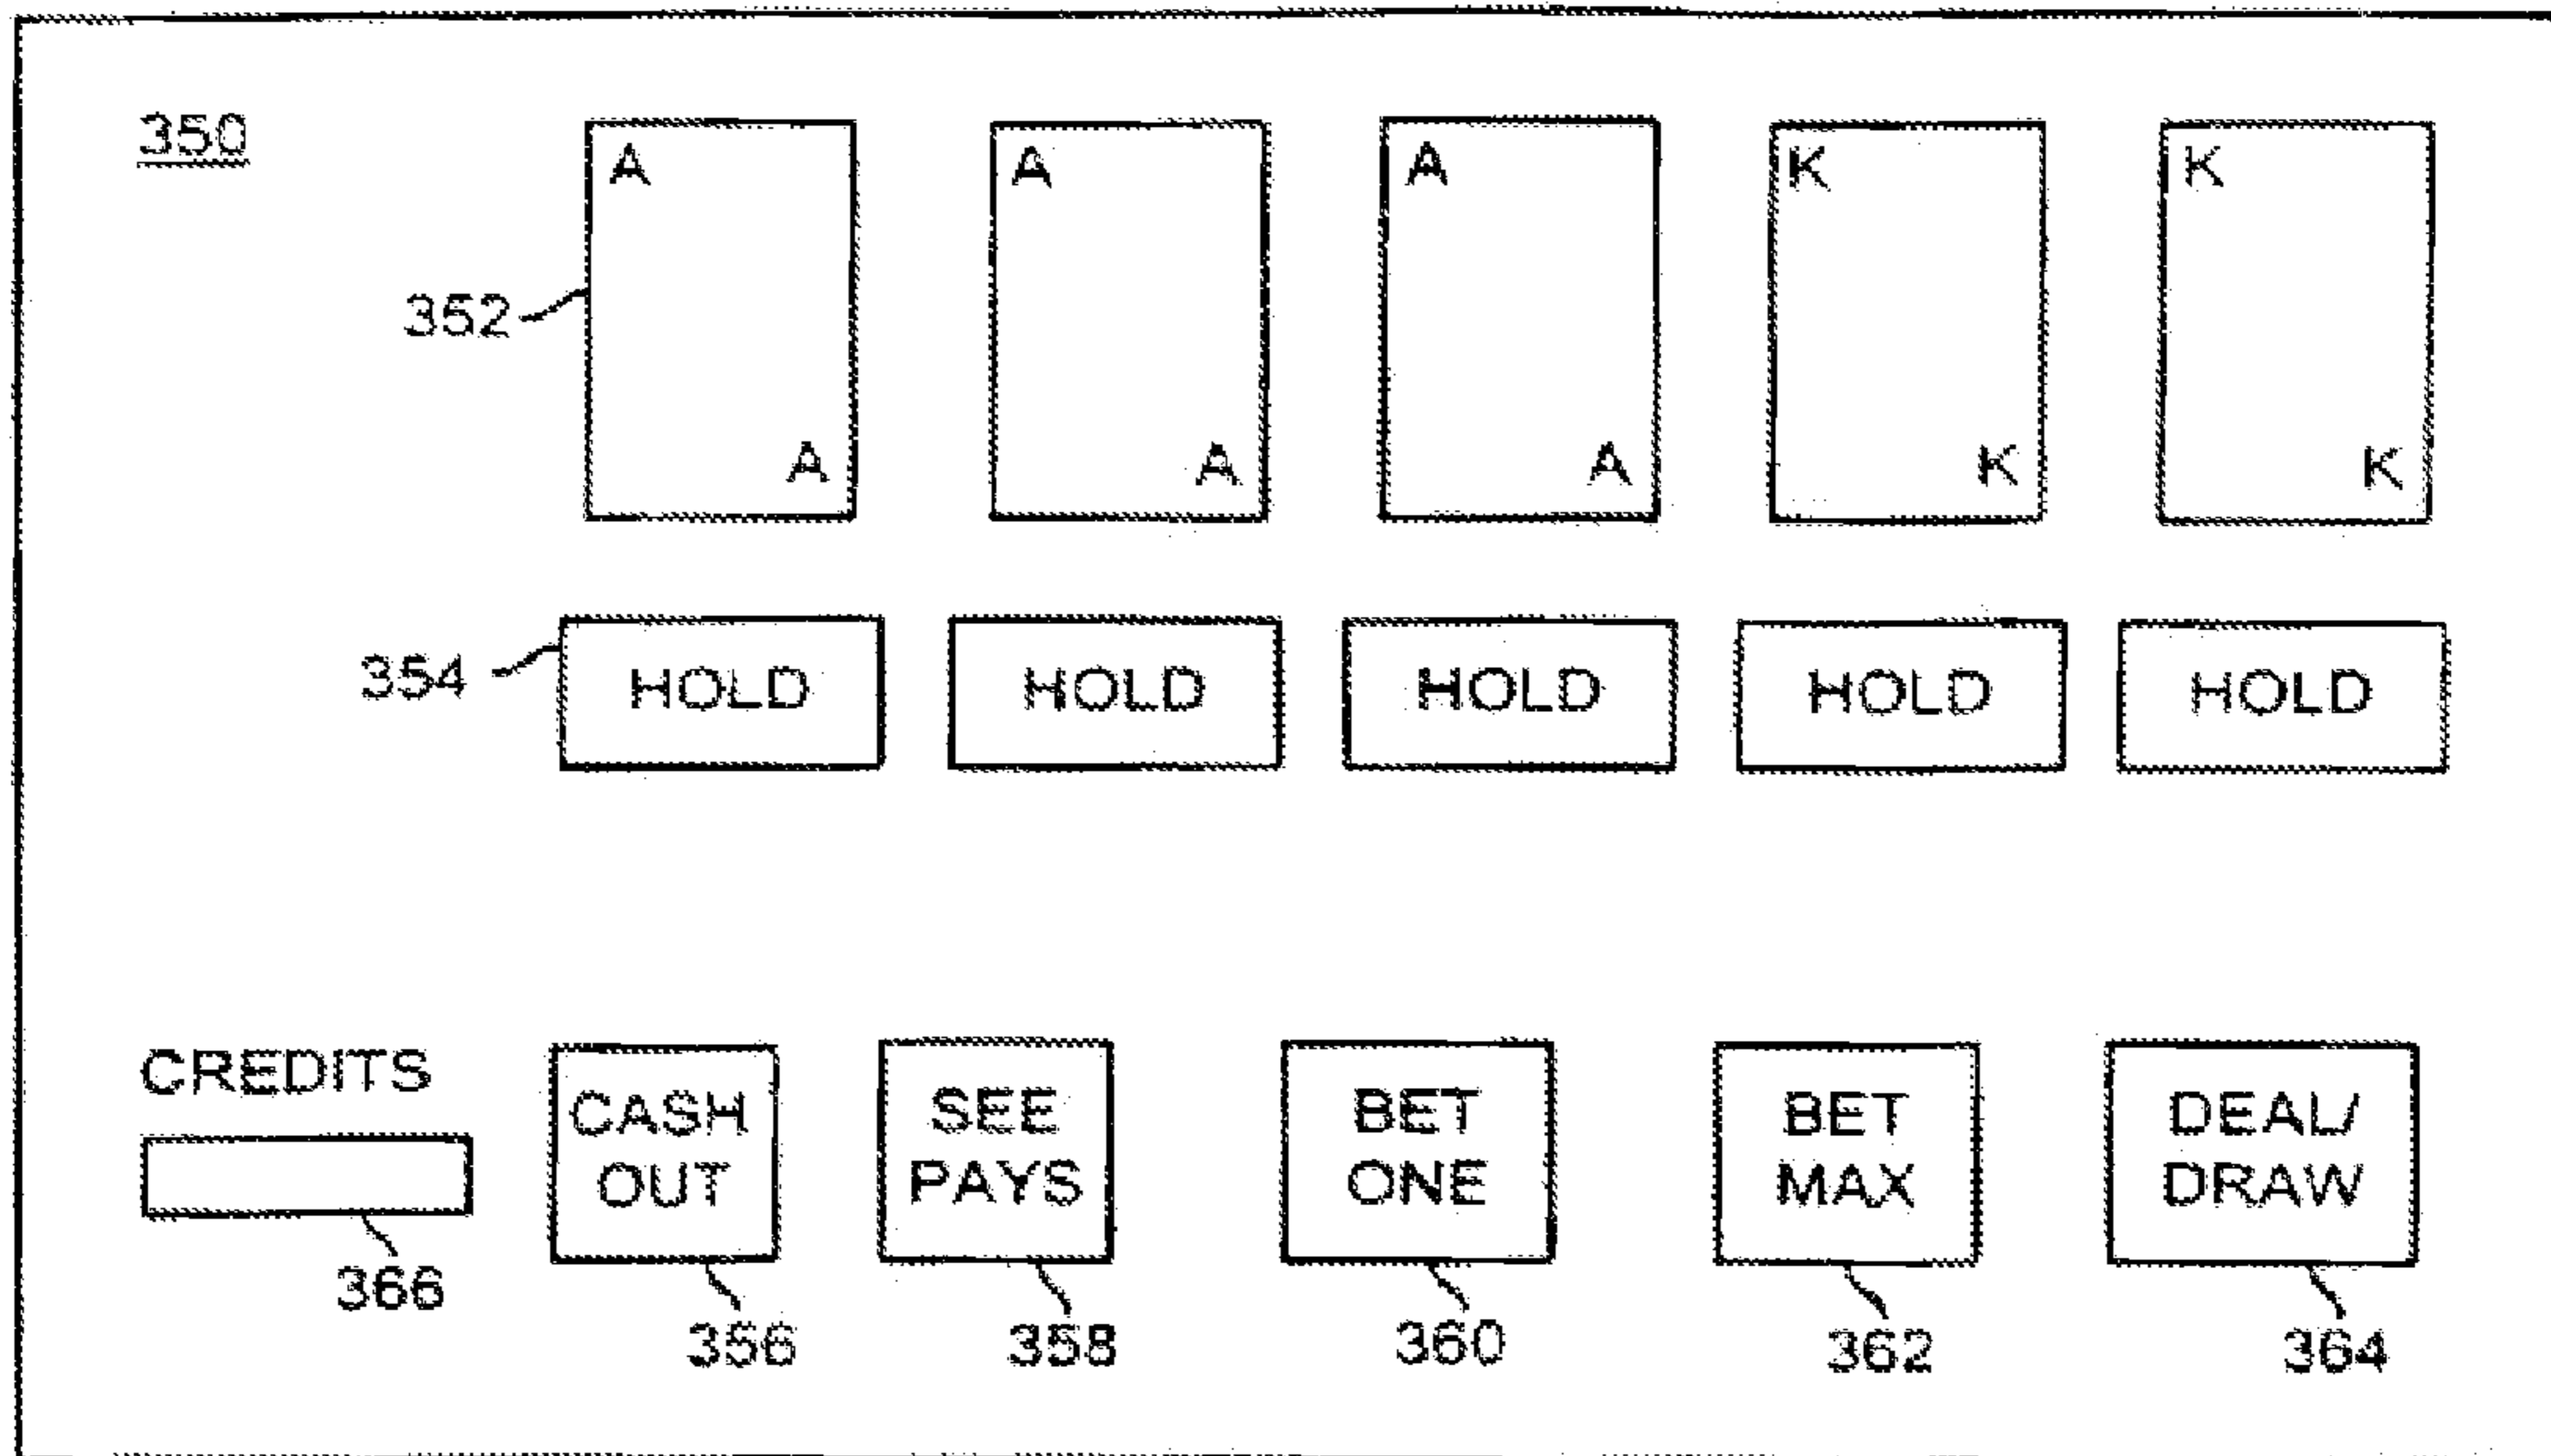 350
A A A K K
352
A A A K K
354 HOLD HOLD HOLD HOLD HOLD
CREDITS
CASH OUT
SEE PAYS
BET ONE
BET MAX
DEAL/ DRAW
366
356 358 360 362 364